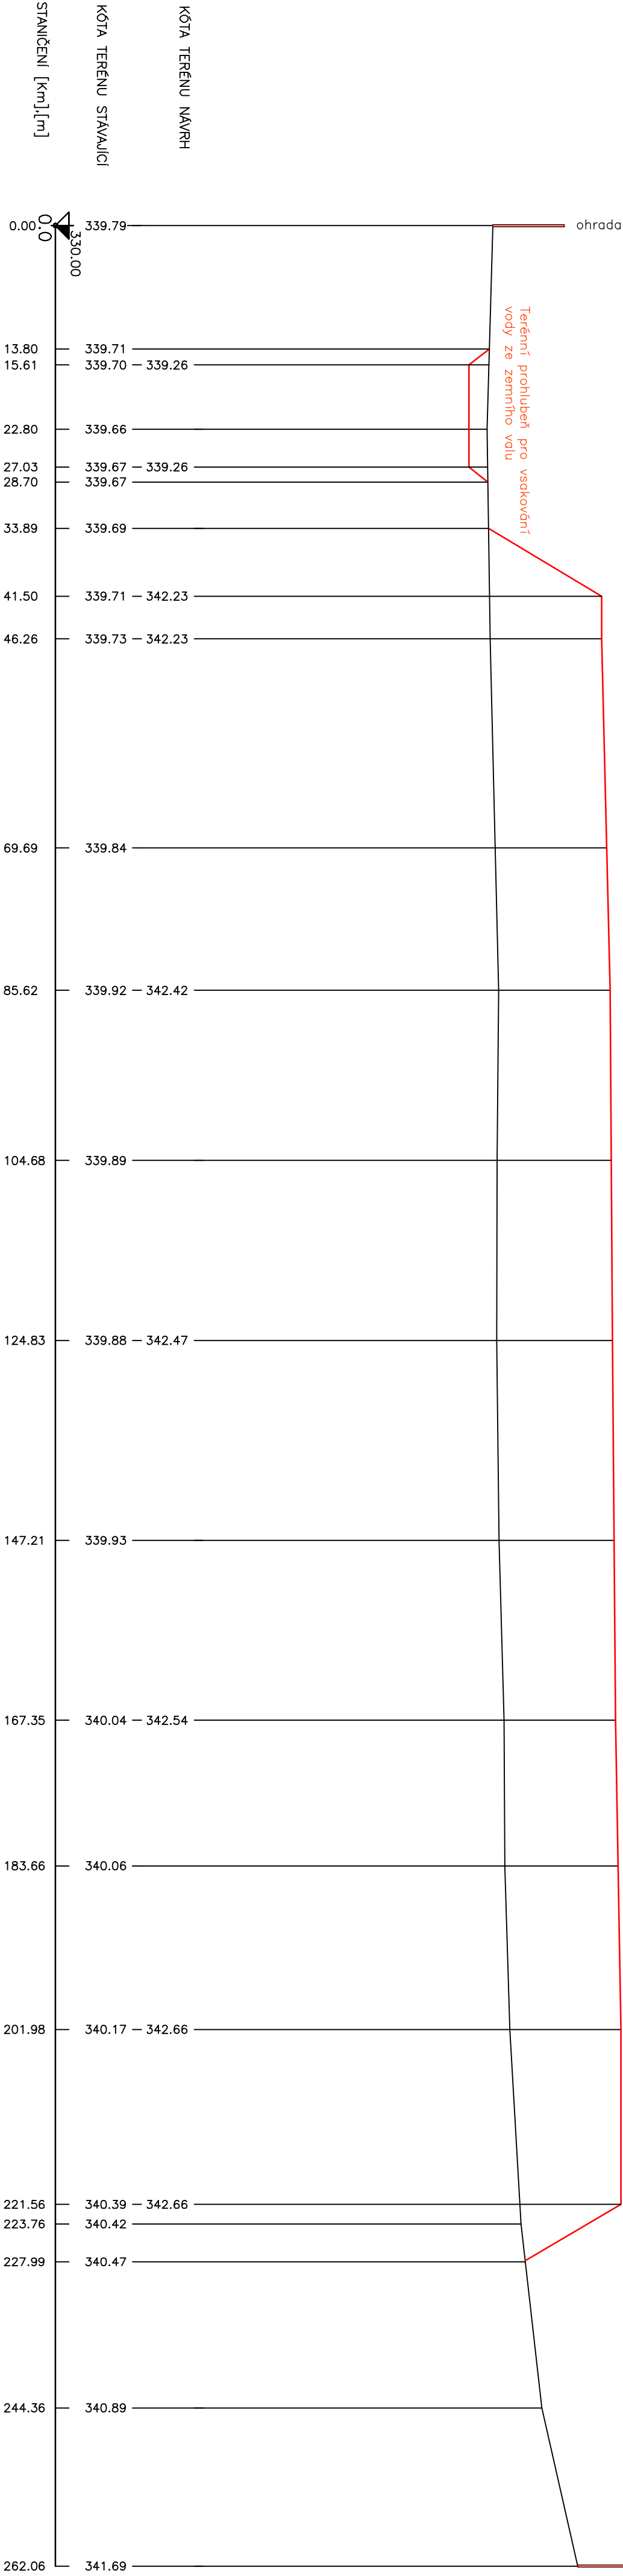 STANIČENÍ [Km],[m]
KÓTA TERÉNU STÁVAJÍCÍ
KÓTA TERÉNU NÁVRH
0.00 339.79 ohrada
0.0
330.00
Terénní prohlubeň pro vsakování
vody ze zemního valu
13.80 339.71
15.61 339.70 339.26
22.80 339.66
27.03 339.67 339.26
28.70 339.67
33.89 339.69
41.50 339.71 342.23
46.26 339.73 342.23
69.69 339.84
85.62 339.92 342.42
104.68 339.89
124.83 339.88 342.47
147.21 339.93
167.35 340.04 342.54
183.66 340.06
201.98 340.17 342.66
221.56 340.39 342.66
223.76 340.42
227.99 340.47
244.36 340.89
262.06 341.69